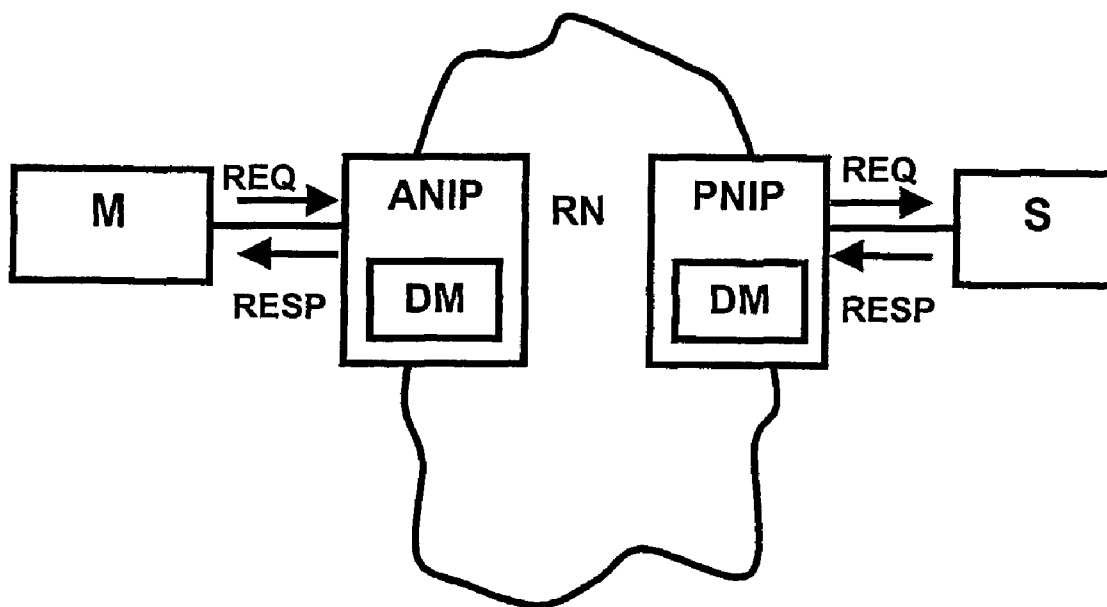 M
REQ
RESP
ANIP
DM
RN
PNIP
DM
REQ
RESP
S